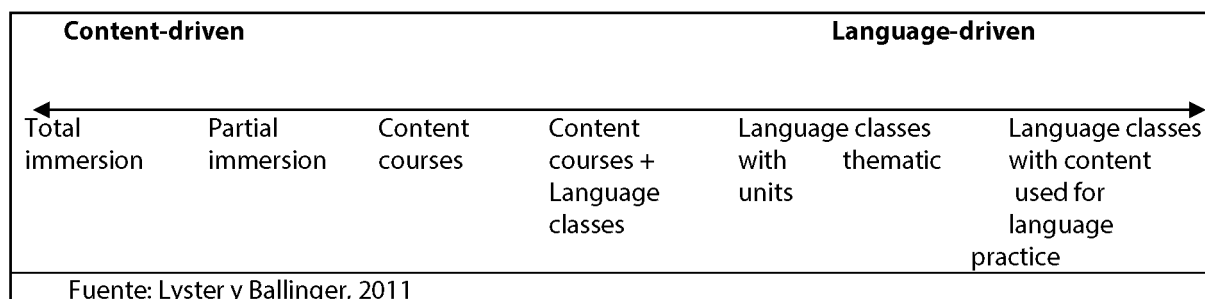 Content-driven Language-driven
Total Partial Content Content Language classes Language classes
immersion immersion courses courses + with thematic with content
Language units used for
classes language
practice
Fuente: Lyster y Ballinger, 2011